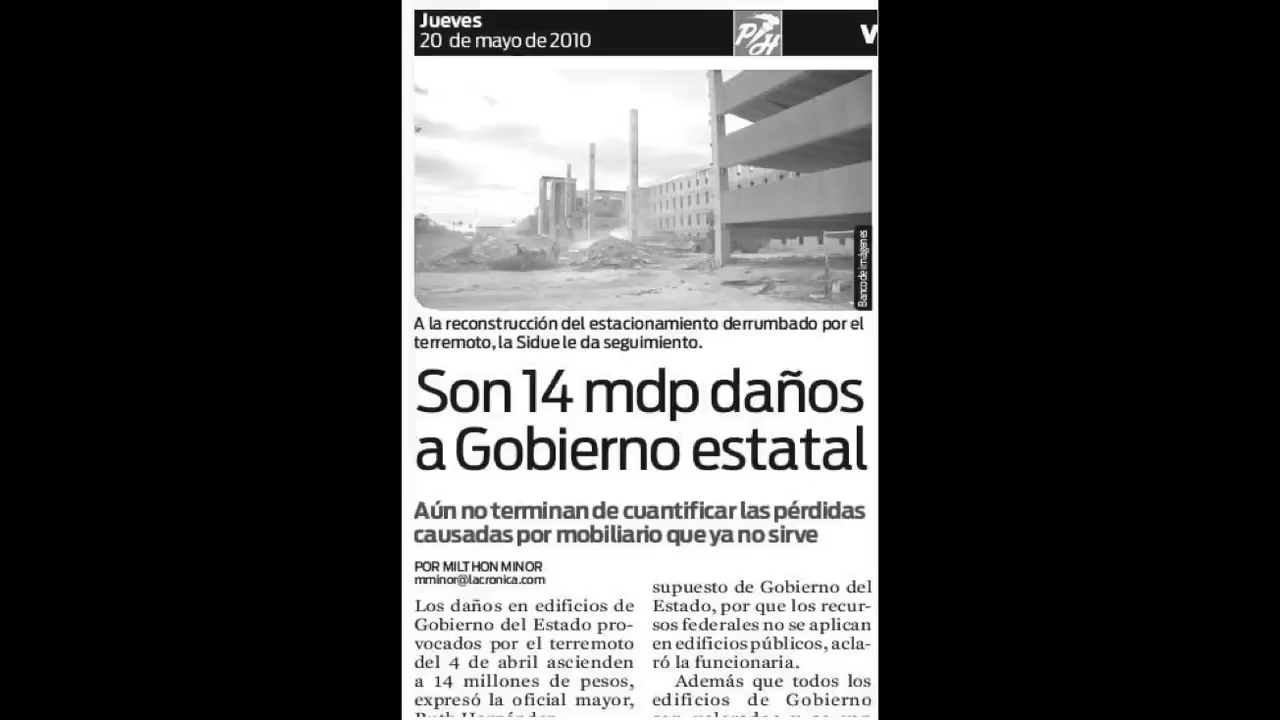 Jueves
20 de mayo de 2010
PH
V
Banco de imágenes
A la reconstrucción del estacionamiento derrumbado por el
terremoto, la Sidue le da seguimiento.
Son 14 mdp daños
a Gobierno estatal
Aún no terminan de cuantificar las pérdidas
causadas por mobiliario que ya no sirve
POR MILTHON MINOR
mminor@lacronica.com
Los daños en edificios de
Gobierno del Estado pro-
vocados por el terremoto
del 4 de abril ascienden
a 14 millones de pesos,
expresó la oficial mayor,
Ruth Hernández
supuesto de Gobierno del
Estado, por que los recur-
sos federales no se aplican
en edificios públicos, acla-
ró la funcionaria.
Además que todos los
edificios de Gobierno